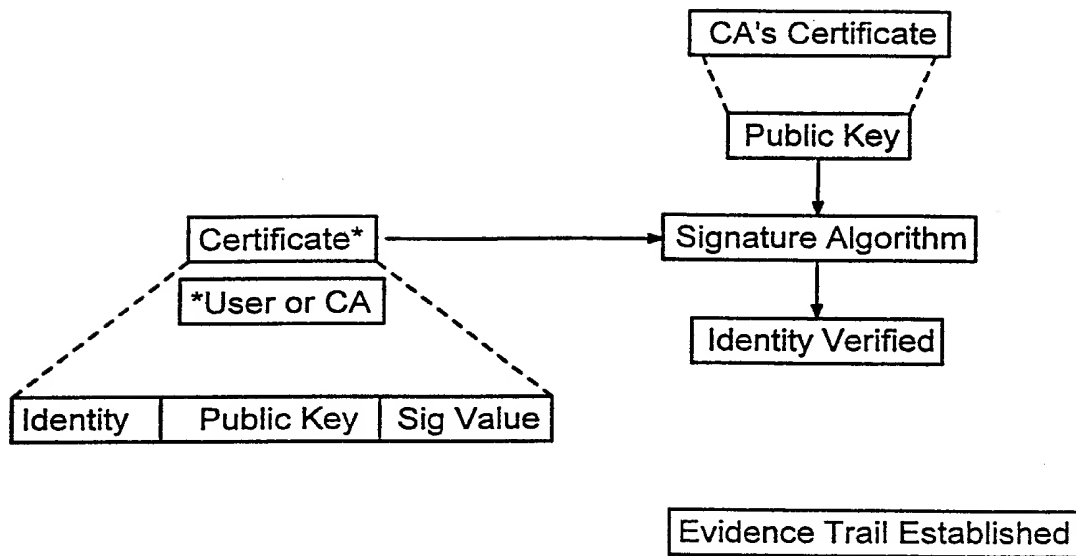 CA's Certificate
Public Key
Certificate*
Signature Algorithm
*User or CA
Identity Verified
Identity Public Key Sig Value
Evidence Trail Established